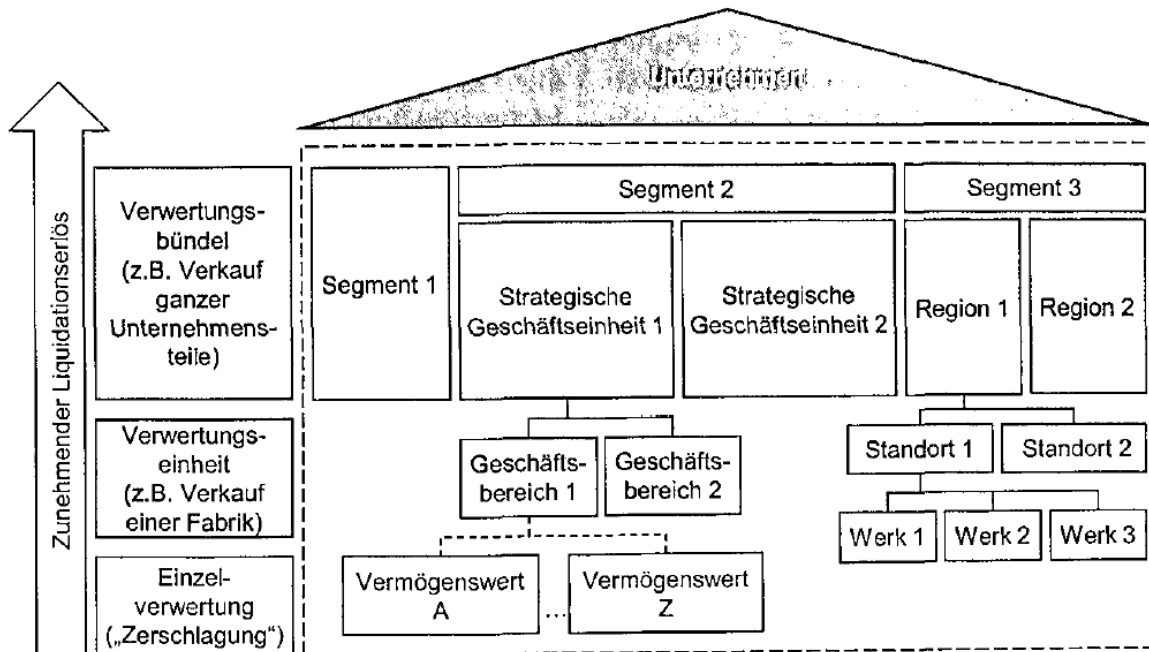 Unternehmen
Zunehmender Liquidationserlös
Verwertungs-
bündel
(z.B. Verkauf
ganzer
Unternehmens-
teile)
Segment 1
Segment 2
Segment 3
Strategische
Geschäftseinheit 1
Strategische
Geschäftseinheit 2
Region 1
Region 2
Verwertungs-
einheit
(z.B. Verkauf
einer Fabrik)
Geschäfts-
bereich 1
Geschäfts-
bereich 2
Standort 1
Standort 2
Werk 1
Werk 2
Werk 3
Einzel-
verwertung
(„Zerschlagung“)
Vermögenswert
A
...
Vermögenswert
Z